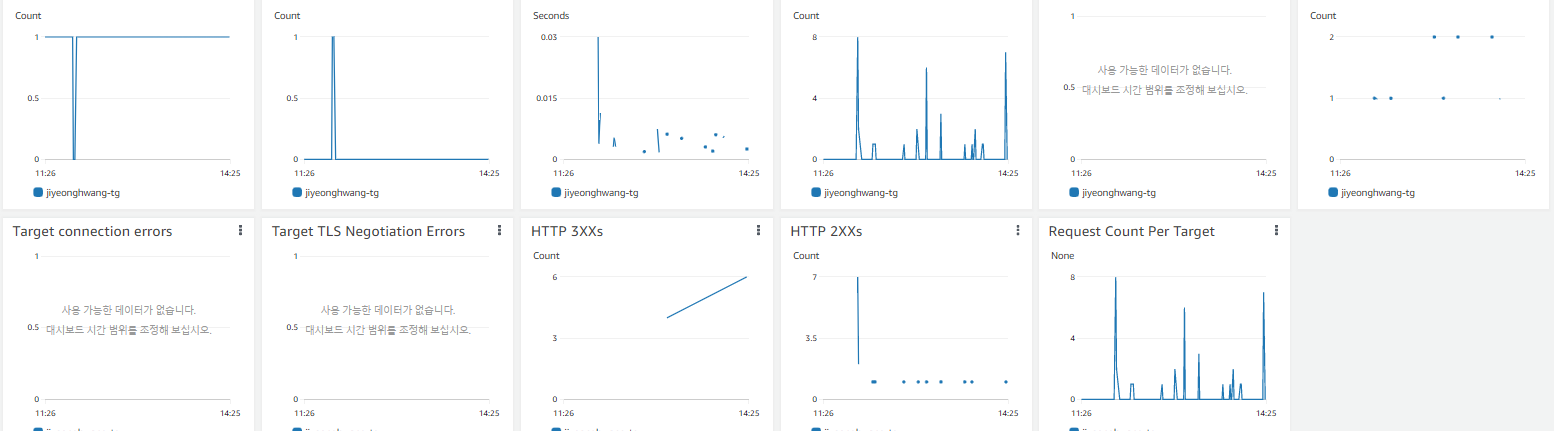 Count
1
0.5
0
11:26
14:25
jiyeonghwang-tg
Count
1
0.5
0
11:26
14:25
jiyeonghwang-tg
Seconds
0.03
0.015
0
11:26
14:25
jiyeonghwang-tg
Count
8
4
0
11:26
14:25
jiyeonghwang-tg
1
사용 가능한 데이터가 없습니다.
0.5
대시보드 시간 범위를 조정해 보십시오.
0
11:26
14:25
jiyeonghwang-tg
Count
2
1
0
11:26
14:25
jiyeonghwang-tg
Target connection errors
1
사용 가능한 데이터가 없습니다.
0.5
대시보드 시간 범위를 조정해 보십시오.
0
11:26
14:25
jiyeonghwang-tg
Target TLS Negotiation Errors
1
사용 가능한 데이터가 없습니다.
0.5
대시보드 시간 범위를 조정해 보십시오.
0
11:26
14:25
jiyeonghwang-tg
HTTP 3XXs
Count
6
3
0
11:26
14:25
jiyeonghwang-tg
HTTP 2XXs
Count
7
3.5
0
11:26
14:25
jiyeonghwang-tg
Request Count Per Target
None
8
4
0
11:26
14:25
jiyeonghwang-tg